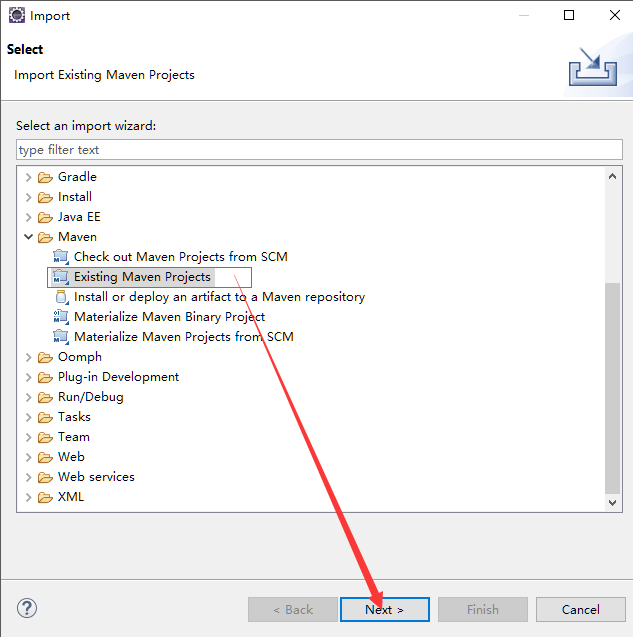 Import
Select
Import Existing Maven Projects
Select an import wizard:
type filter text
Gradle
Install
Java EE
Maven
Check out Maven Projects from SCM
Existing Maven Projects
Install or deploy an artifact to a Maven repository
Materialize Maven Binary Project
Materialize Maven Projects from SCM
Oomph
Plug-in Development
Run/Debug
Tasks
Team
Web
Web services
XML
< Back Next > Finish Cancel